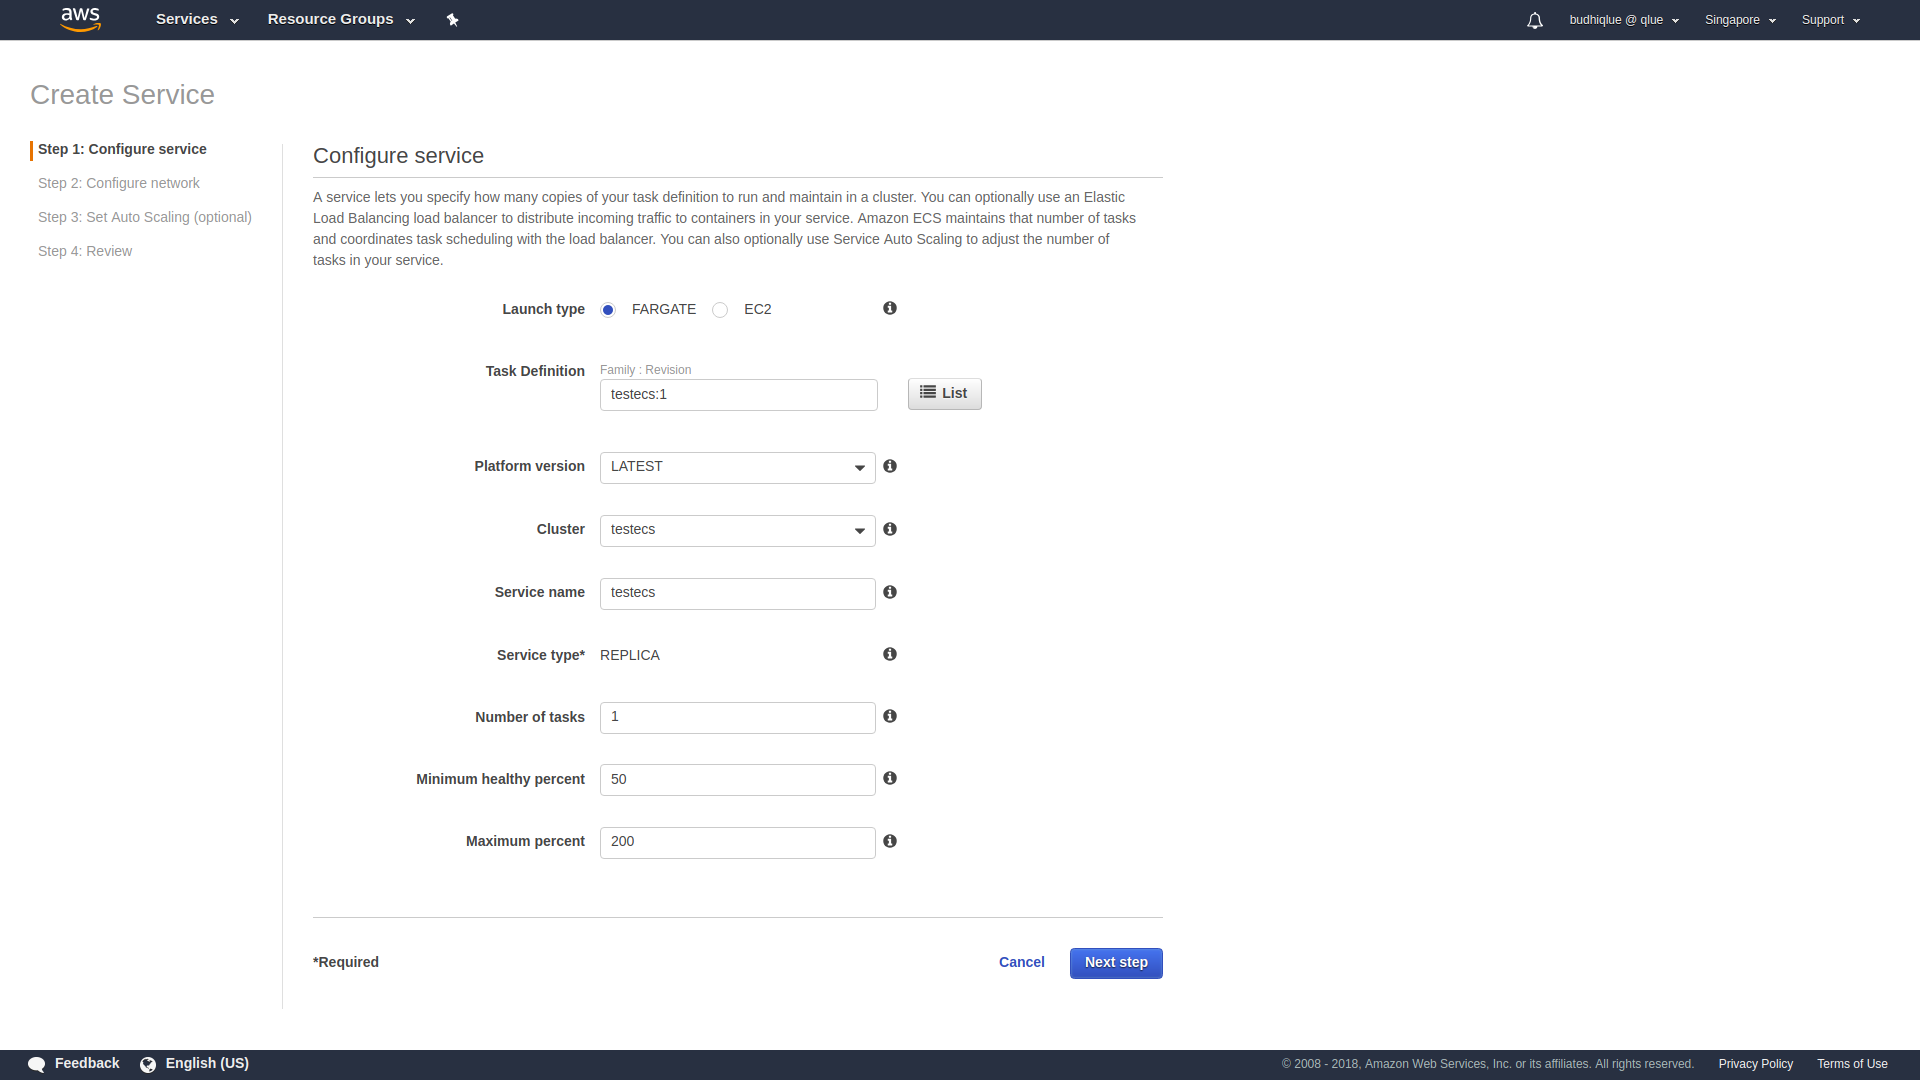 aws Services Resource Groups budhiqlue @ qlue Singapore Support
Create Service
Step 1: Configure service
Step 2: Configure network
Step 3: Set Auto Scaling (optional)
Step 4: Review
Configure service
A service lets you specify how many copies of your task definition to run and maintain in a cluster. You can optionally use an Elastic
Load Balancing load balancer to distribute incoming traffic to containers in your service. Amazon ECS maintains that number of tasks
and coordinates task scheduling with the load balancer. You can also optionally use Service Auto Scaling to adjust the number of
tasks in your service.
Launch type FARGATE EC2
Task Definition Family : Revision
testecs:1 List
Platform version LATEST
Cluster testecs
Service name testecs
Service type* REPLICA
Number of tasks 1
Minimum healthy percent 50
Maximum percent 200
*Required Cancel Next step
Feedback English (US) © 2008 - 2018, Amazon Web Services, Inc. or its affiliates. All rights reserved. Privacy Policy Terms of Use